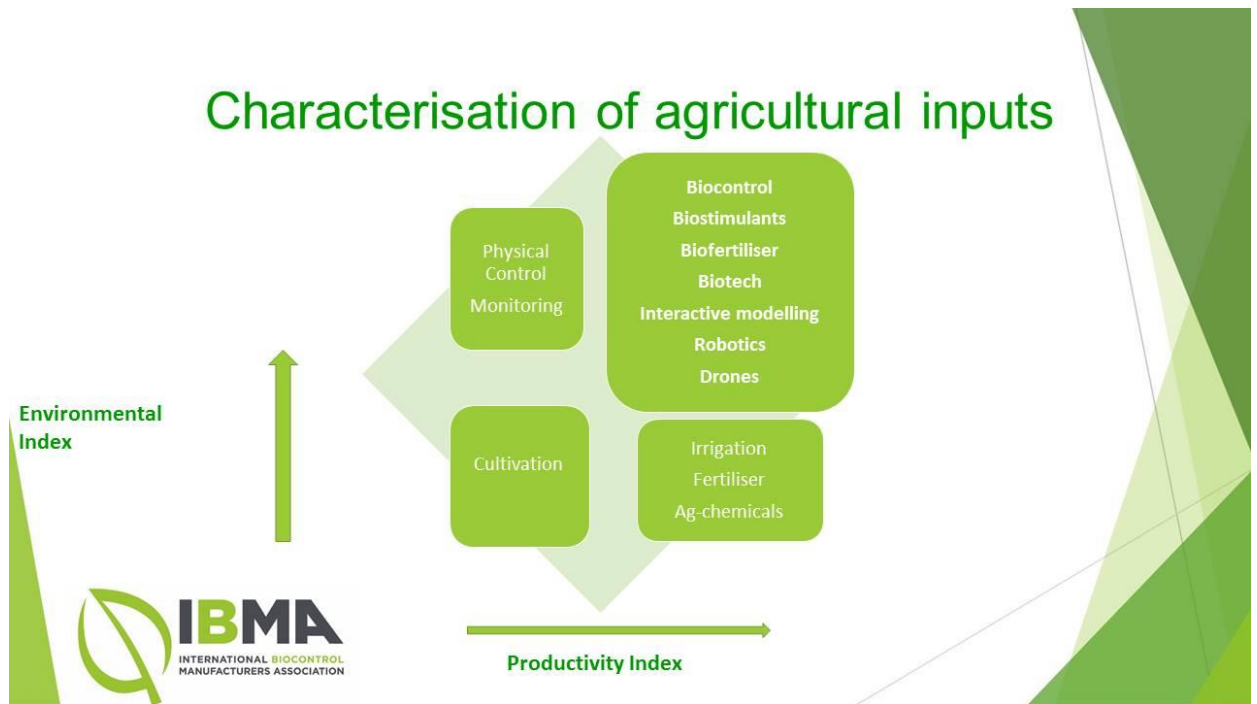 Characterisation of agricultural inputs
Physical
Control
Monitoring
Biocontrol
Biostimulants
Biofertiliser
Biotech
Interactive modelling
Robotics
Drones
Environmental
Index
Cultivation
Irrigation
Fertiliser
Ag-chemicals
IBMA
INTERNATIONAL BIOCONTROL
MANUFACTURERS ASSOCIATION
Productivity Index